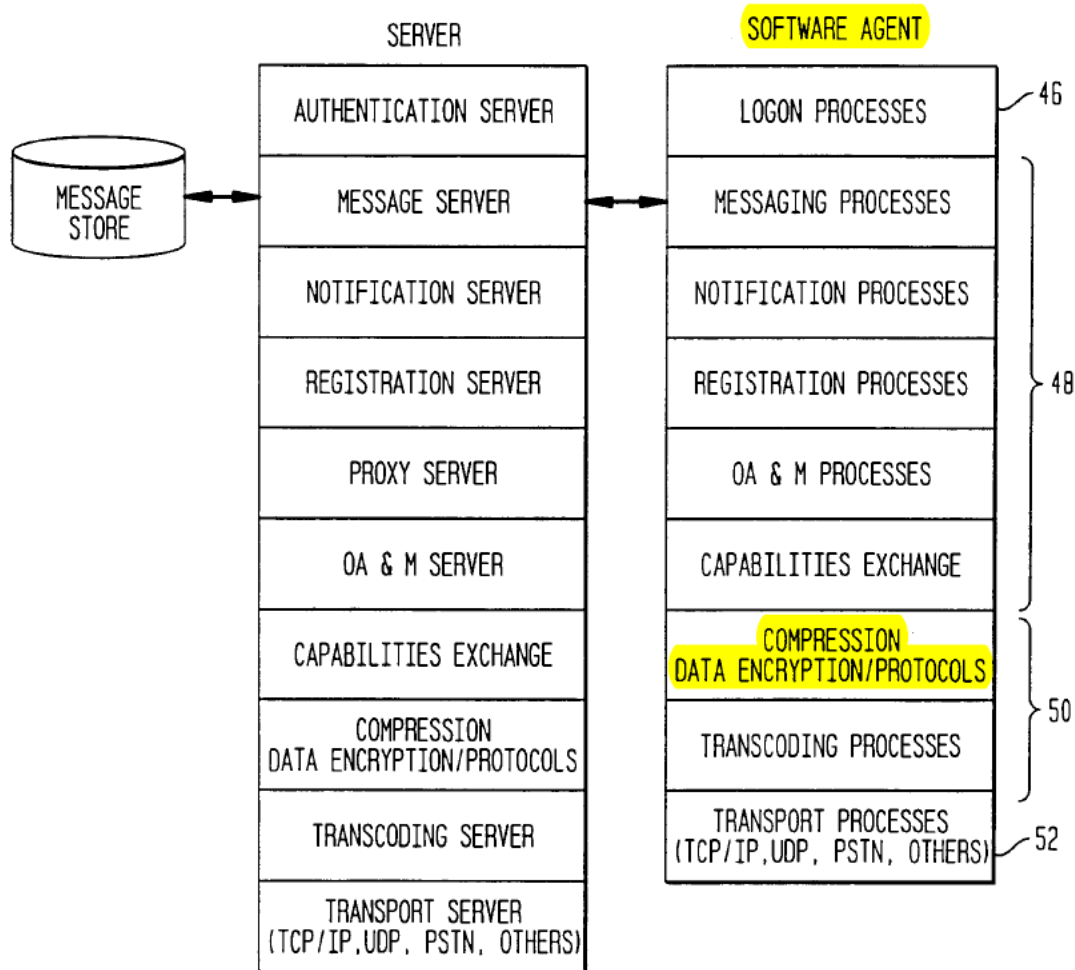 SERVER
SOFTWARE AGENT
AUTHENTICATION SERVER
LOGON PROCESSES
46
MESSAGE
STORE
MESSAGE SERVER
MESSAGING PROCESSES
NOTIFICATION SERVER
NOTIFICATION PROCESSES
REGISTRATION SERVER
REGISTRATION PROCESSES
48
PROXY SERVER
OA & M PROCESSES
OA & M SERVER
CAPABILITIES EXCHANGE
CAPABILITIES EXCHANGE
COMPRESSION
DATA ENCRYPTION/PROTOCOLS
50
COMPRESSION
DATA ENCRYPTION/PROTOCOLS
TRANSCODING PROCESSES
TRANSCODING SERVER
TRANSPORT PROCESSES
(TCP/IP,UDP, PSTN, OTHERS)
52
TRANSPORT SERVER
(TCP/IP,UDP, PSTN, OTHERS)